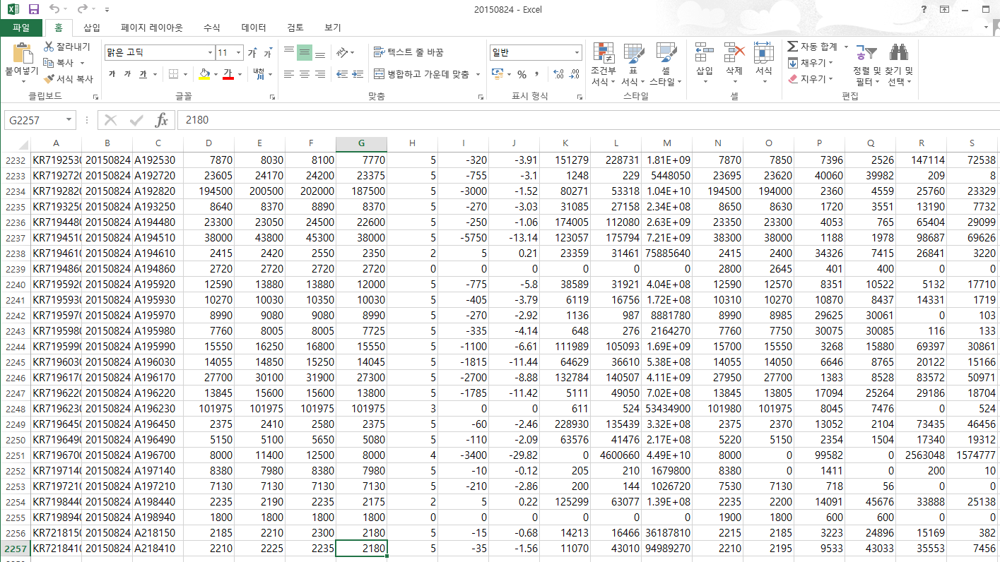 20150824 - Excel
?
파일 홈 삽입 페이지 레이아웃 수식 데이터 검토 보기
붙여넣기 잘라내기 복사 서식 복사 클립보드
맑은 고딕 11 가 가 가 가 가 가 내천 글꼴
텍스트 줄 바꿈 병합하고 가운데 맞춤 맞춤
일반 % , 표시 형식
조건부 서식 표 서식 셀 스타일 스타일
삽입 삭제 서식 셀
자동 합계 채우기 지우기 정렬 및 필터 찾기 및 선택 편집
G2257 fx 2180
A B C D E F G H I J K L M N O P Q R S
2232 KR7192530 20150824 A192530 7870 8030 8100 7770 5 -320 -3.91 151279 228731 1.81E+09 7870 7850 7396 2526 147114 72538
2233 KR7192720 20150824 A192720 23605 24170 24200 23375 5 -755 -3.1 1248 229 5448050 23695 23620 40060 39982 209 8
2234 KR7192820 20150824 A192820 194500 200500 202000 187500 5 -3000 -1.52 80271 53318 1.04E+10 194500 194000 2360 4559 25760 23329
2235 KR7193250 20150824 A193250 8640 8370 8890 8370 5 -270 -3.03 31085 27158 2.34E+08 8650 8630 1720 3551 13190 7732
2236 KR7194480 20150824 A194480 23300 23050 24500 22600 5 -250 -1.06 174005 112080 2.63E+09 23350 23300 4053 765 65404 29099
2237 KR7194510 20150824 A194510 38000 43800 45300 38000 5 -5750 -13.14 123057 175794 7.21E+09 38300 38000 1188 1978 98687 69626
2238 KR7194610 20150824 A194610 2415 2420 2550 2350 2 5 0.21 23359 31461 75885640 2415 2400 34326 7415 26841 3220
2239 KR7194860 20150824 A194860 2720 2720 2720 2720 0 0 0 0 0 0 2800 2645 401 400 0 0
2240 KR7195920 20150824 A195920 12590 13880 13880 12000 5 -775 -5.8 38589 31921 4.04E+08 12590 12570 8351 10522 5132 17710
2241 KR7195930 20150824 A195930 10270 10030 10350 10030 5 -405 -3.79 6119 16756 1.72E+08 10310 10270 10870 8437 14331 1719
2242 KR7195970 20150824 A195970 8990 9080 9080 8990 5 -270 -2.92 1136 987 8881780 8990 8985 29625 30061 0 103
2243 KR7195980 20150824 A195980 7760 8005 8005 7725 5 -335 -4.14 648 276 2164270 7760 7750 30075 30085 116 133
2244 KR7195990 20150824 A195990 15550 16250 16800 15550 5 -1100 -6.61 111989 105093 1.69E+09 15700 15550 3268 15880 69397 30861
2245 KR7196030 20150824 A196030 14055 14850 15250 14045 5 -1815 -11.44 64629 36610 5.38E+08 14055 14050 6646 8765 20122 15166
2246 KR7196170 20150824 A196170 27700 30100 31900 27300 5 -2700 -8.88 132784 140507 4.11E+09 27950 27700 1383 8528 83572 50971
2247 KR7196220 20150824 A196220 13845 15600 15600 13800 5 -1785 -11.42 5111 49050 7.02E+08 13845 13805 17094 25264 29186 18704
2248 KR7196230 20150824 A196230 101975 101975 101975 101975 3 0 0 611 524 53434900 101980 101975 8045 7476 0 524
2249 KR7196450 20150824 A196450 2375 2410 2580 2375 5 -60 -2.46 228930 135439 3.32E+08 2375 2370 13052 2104 73435 46456
2250 KR7196490 20150824 A196490 5150 5100 5650 5080 5 -110 -2.09 63576 41476 2.17E+08 5220 5150 2354 1504 17340 19312
2251 KR7196700 20150824 A196700 8000 11400 12500 8000 4 -3400 -29.82 0 4600660 4.49E+10 8000 0 99582 0 2563048 1574777
2252 KR7197140 20150824 A197140 8380 7980 8380 7980 5 -10 -0.12 205 210 1679800 8380 0 1411 0 200 10
2253 KR7197210 20150824 A197210 7130 7130 7130 7130 5 -210 -2.86 200 144 1026720 7530 7130 718 56 0 0
2254 KR7198440 20150824 A198440 2235 2190 2235 2175 2 5 0.22 125299 63077 1.39E+08 2235 2200 14091 45676 33888 25138
2255 KR7198940 20150824 A198940 1800 1800 1800 1800 0 0 0 0 0 0 1900 1800 600 600 0 0
2256 KR7218150 20150824 A218150 2185 2210 2300 2180 5 -15 -0.68 14213 16466 36187810 2215 2185 3223 24896 15169 382
2257 KR7218410 20150824 A218410 2210 2225 2235 2180 5 -35 -1.56 11070 43010 94989270 2210 2195 9533 43033 35553 7456